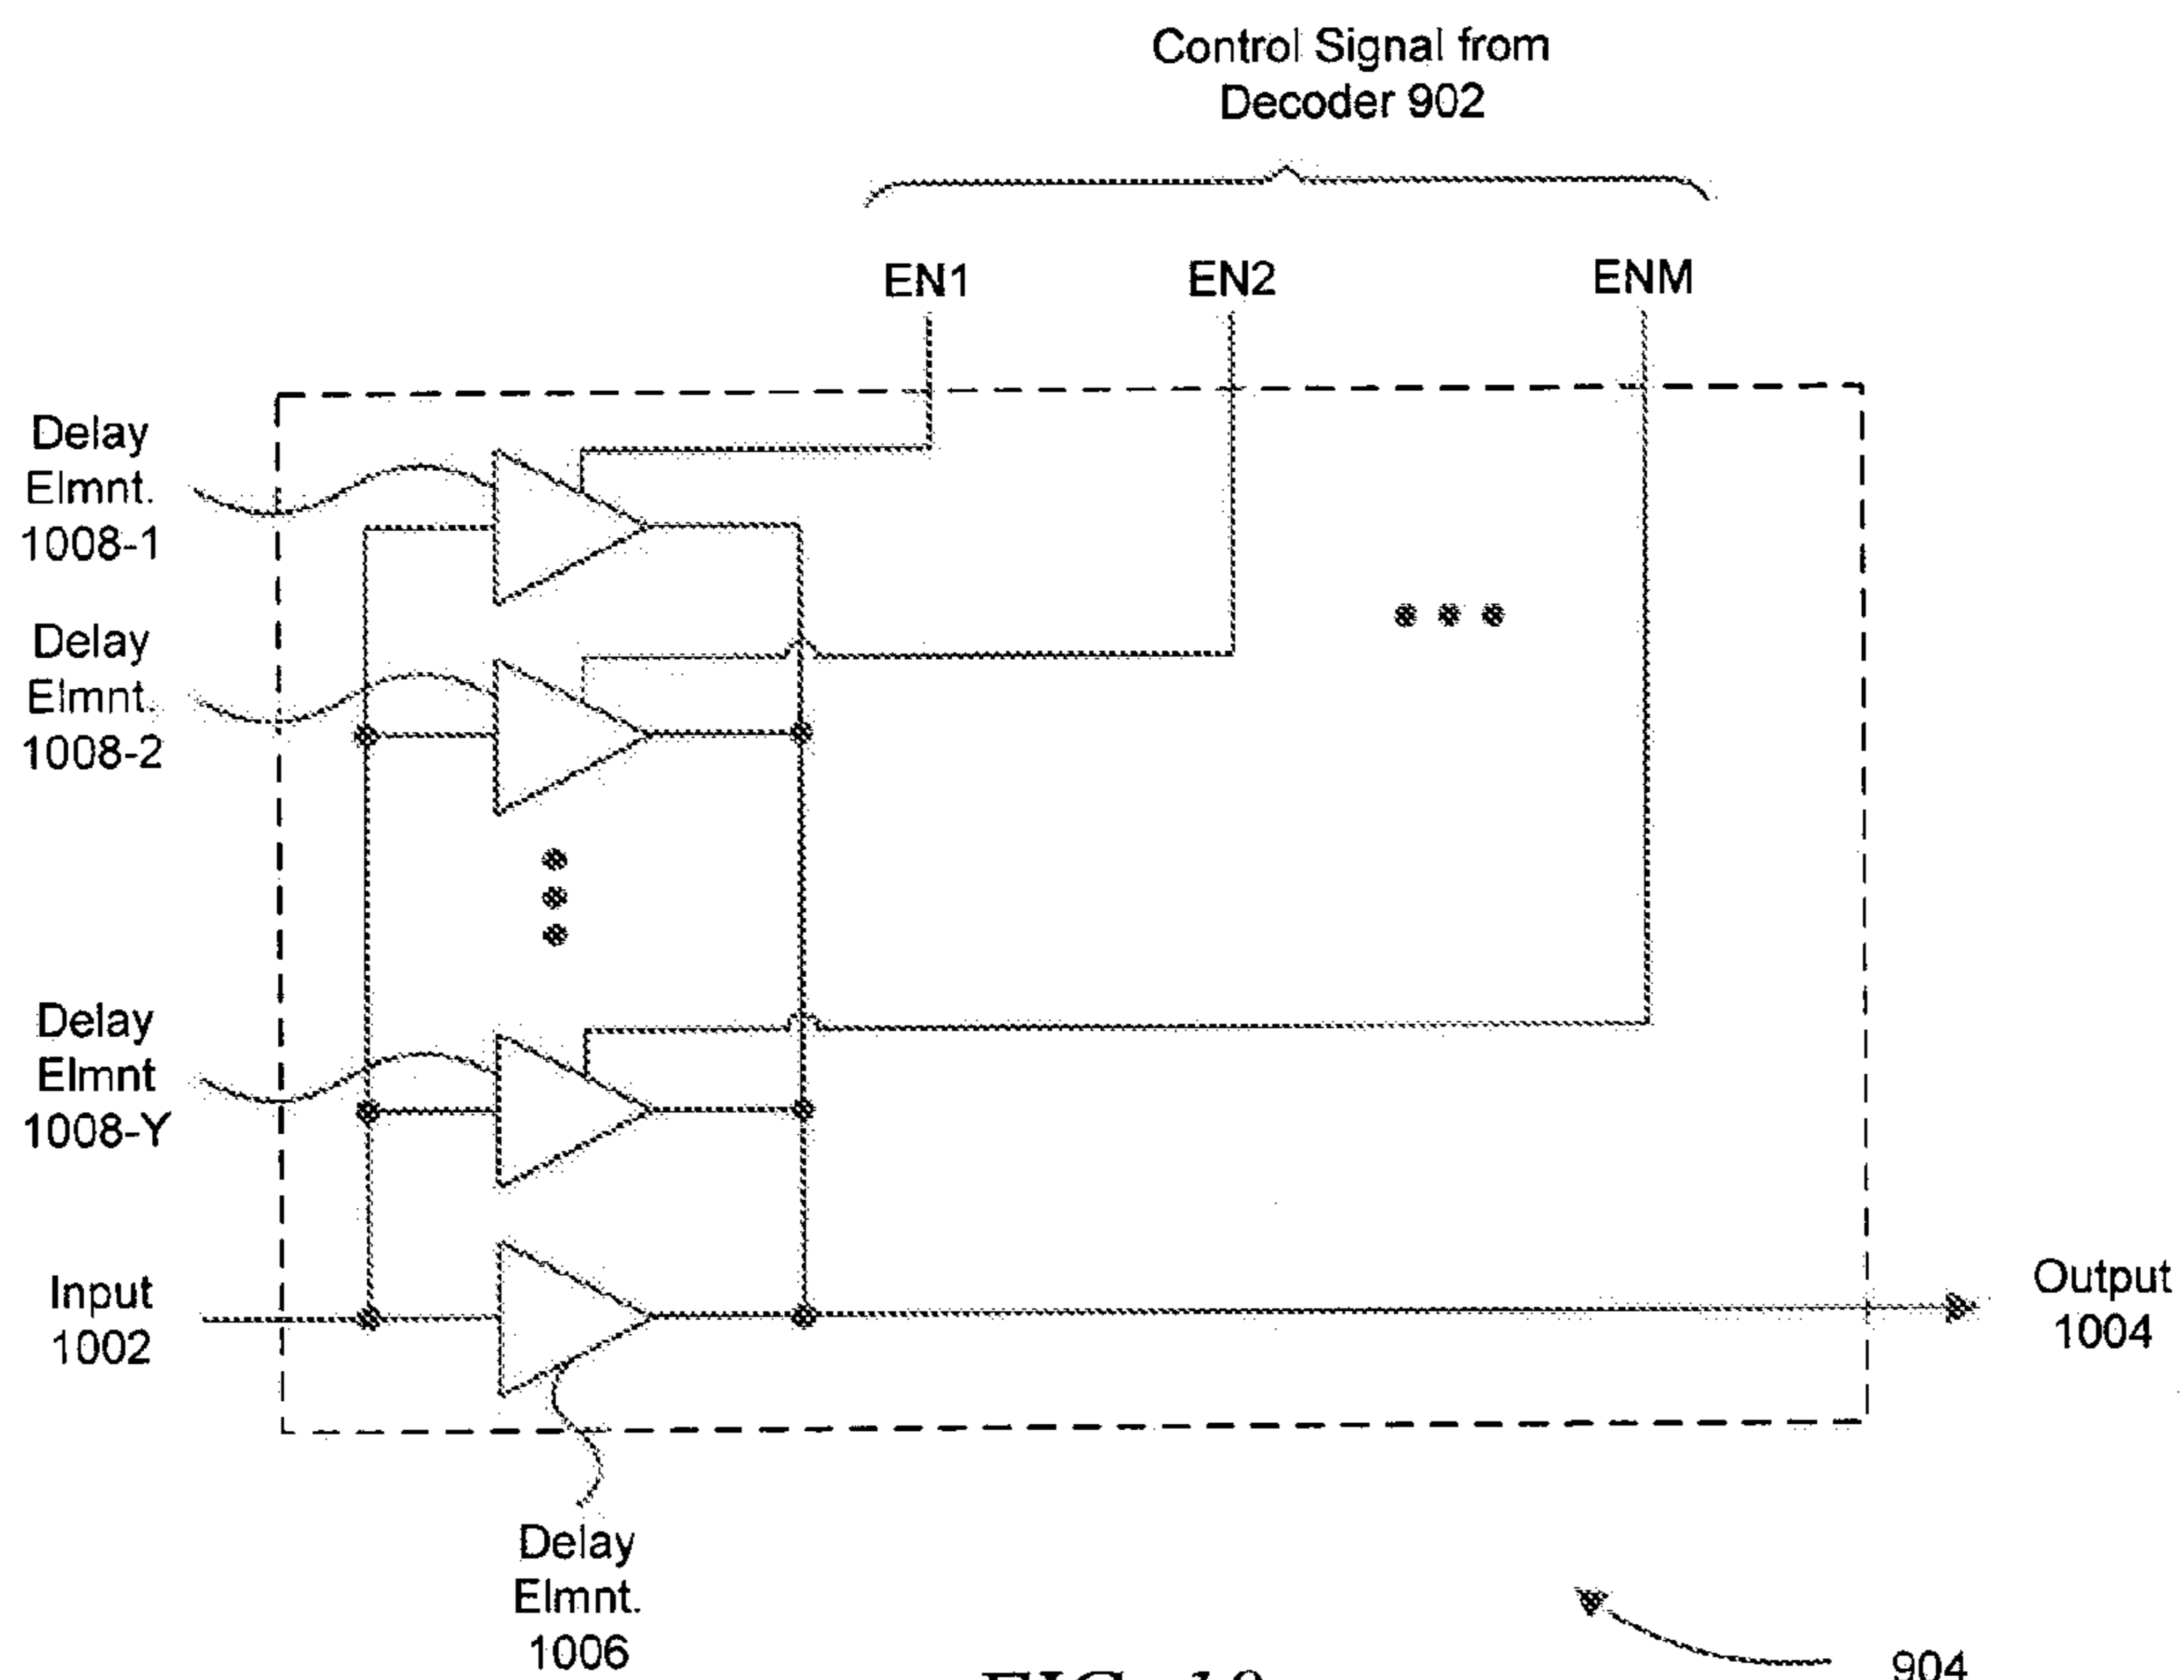 Control Signal from
Decoder 902
EN1
EN2
ENM
Delay
Elmnt.
1008-1
Delay
Elmnt.
1008-2
Delay
Elmnt
1008-Y
Input
1002
Output
1004
Delay
Elmnt.
1006
904